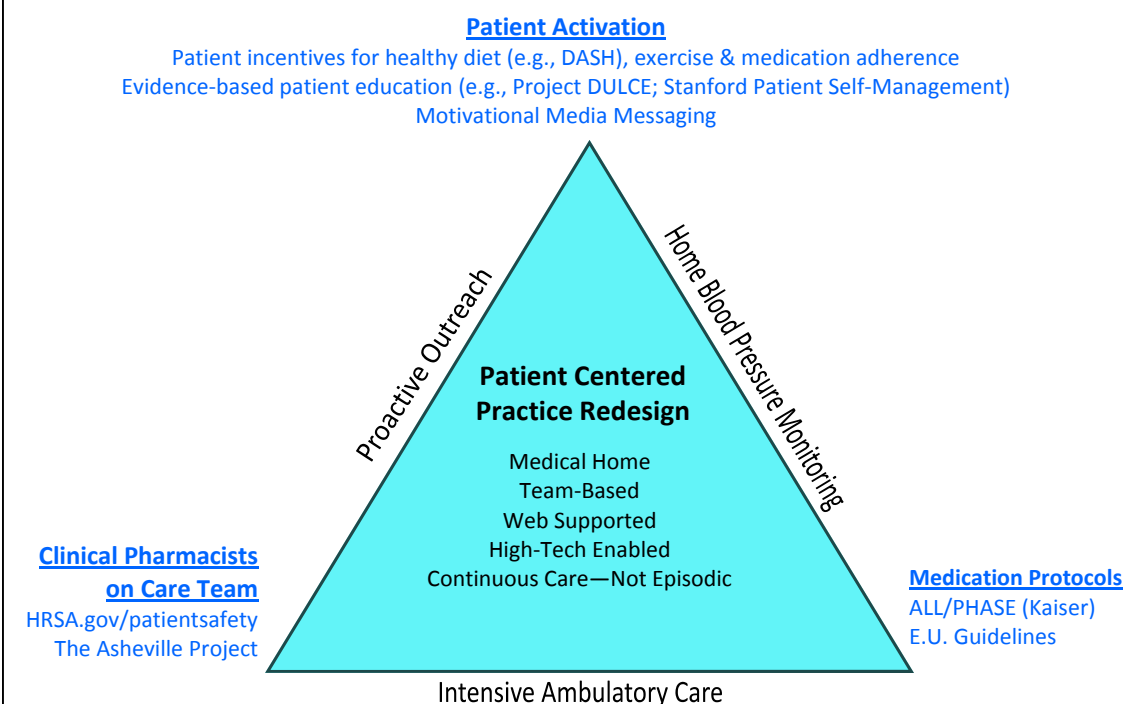 Patient Activation
Patient incentives for healthy diet (e.g., DASH), exercise & medication adherence
Evidence-based patient education (e.g., Project DULCE; Stanford Patient Self-Management)
Motivational Media Messaging
Proactive Outreach
Home Blood Pressure Monitoring
Patient Centered
Practice Redesign
Medical Home
Team-Based
Web Supported
High-Tech Enabled
Continuous Care—Not Episodic
Clinical Pharmacists
on Care Team
HRSA.gov/patientsafety
The Asheville Project
Medication Protocols
ALL/PHASE (Kaiser)
E.U. Guidelines
Intensive Ambulatory Care